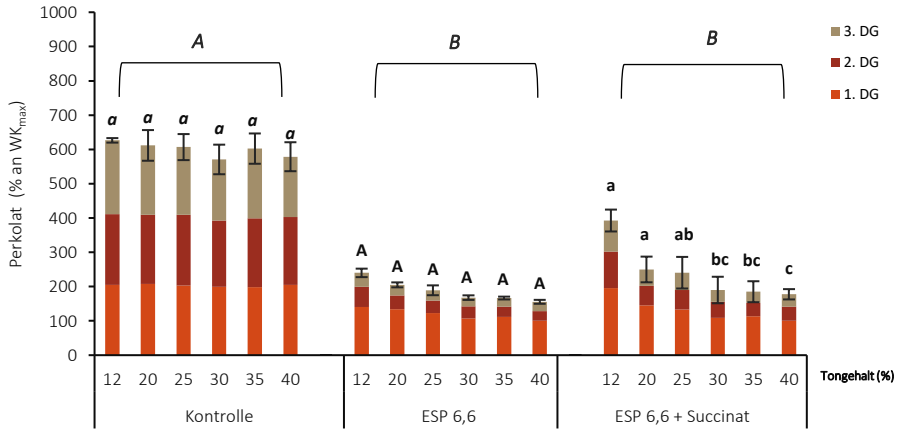 1000
900
800
700
600
500
400
300
200
100
0
Perkolat (% an WKmax)
A
B
B
3. DG
2. DG
1. DG
a a a a a a
A A A A A A
a a ab bc bc c
12 20 25 30 35 40 12 20 25 30 35 40 12 20 25 30 35 40 Tongehalt (%)
Kontrolle ESP 6,6 ESP 6,6 + Succinat